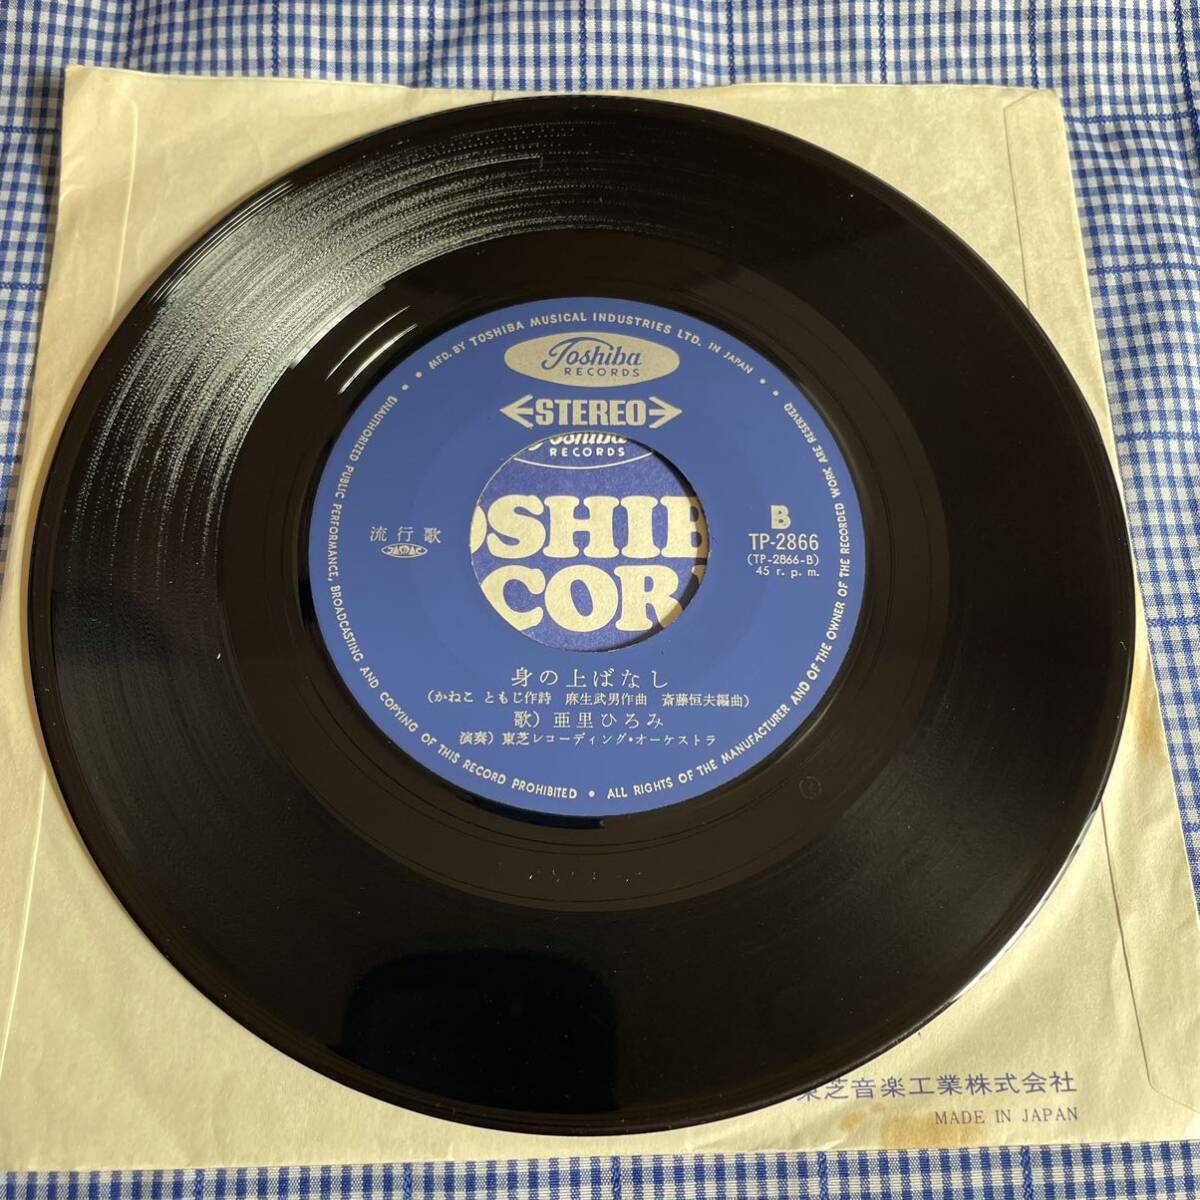 • MFD. BY TOSHIBA MUSICAL INDUSTRIES LTD. IN JAPAN •
Toshiba
RECORDS
STEREO
Toshiba
RECORDS
OSHIB
COR
流行歌
JASRAC
B
TP-2866
(TP-2866-B)
45 r. p. m.
身の上ばなし
(かねこ ともじ作詩 麻生武男作曲 斎藤恒夫編曲)
歌) 亜里ひろみ
演奏) 東芝レコーディング・オーケストラ
• UNAUTHORIZED PUBLIC PERFORMANCE, BROADCASTING AND COPYING OF THIS RECORD PROHIBITED • ALL RIGHTS OF THE MANUFACTURER AND OF THE OWNER OF THE RECORDED WORK ARE RESERVED •
東芝音楽工業株式会社
MADE IN JAPAN